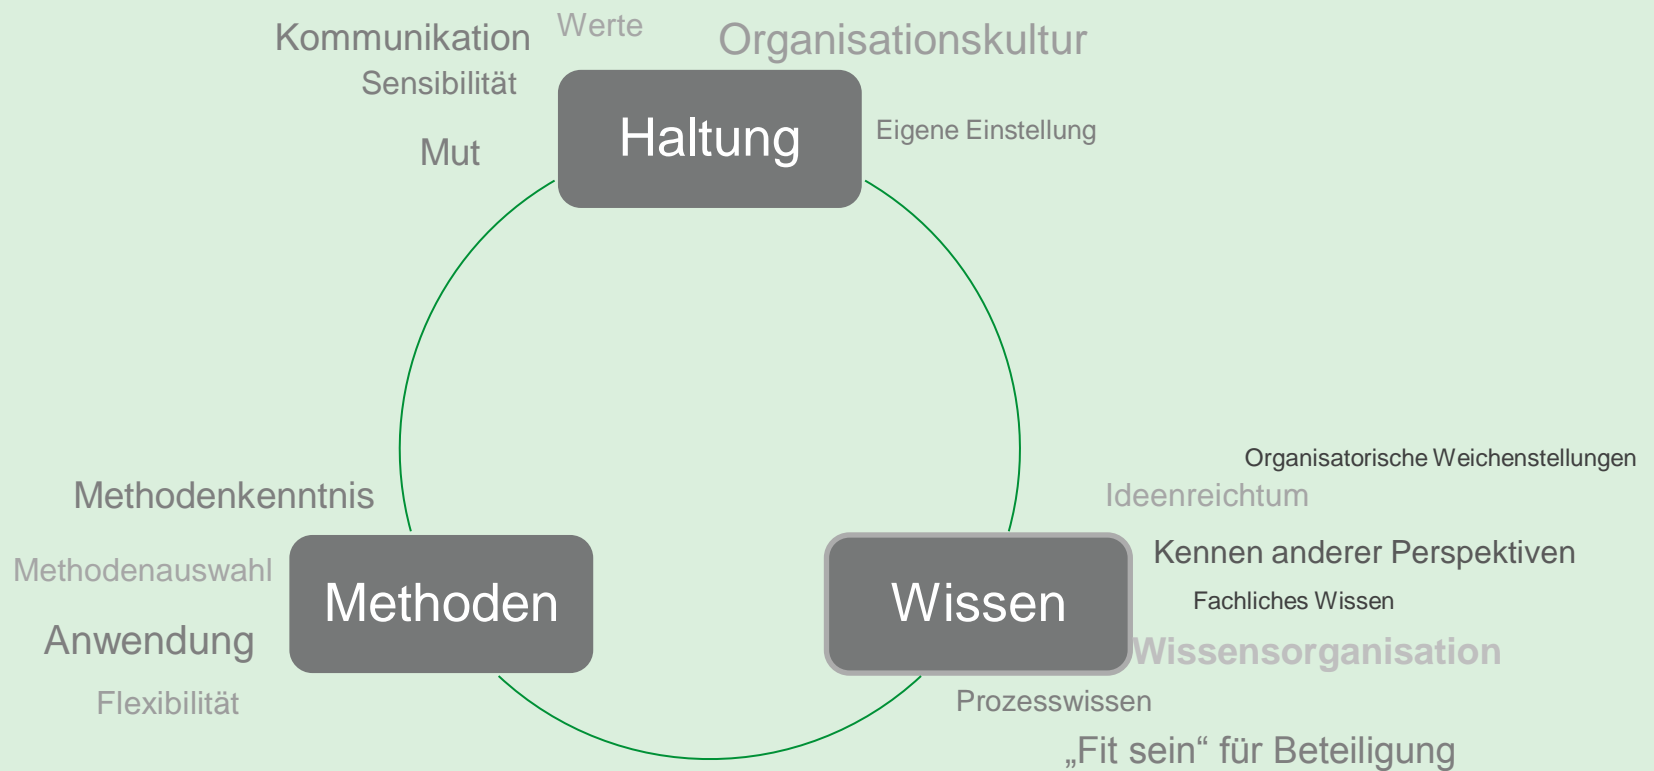 Kommunikation
Werte
Organisationskultur
Sensibilität
Haltung
Eigene Einstellung
Mut
Organisatorische Weichenstellungen
Ideenreichtum
Methodenkenntnis
Kennen anderer Perspektiven
Methodenauswahl
Methoden
Wissen
Fachliches Wissen
Anwendung
Wissensorganisation
Flexibilität
Prozesswissen
„Fit sein“ für Beteiligung